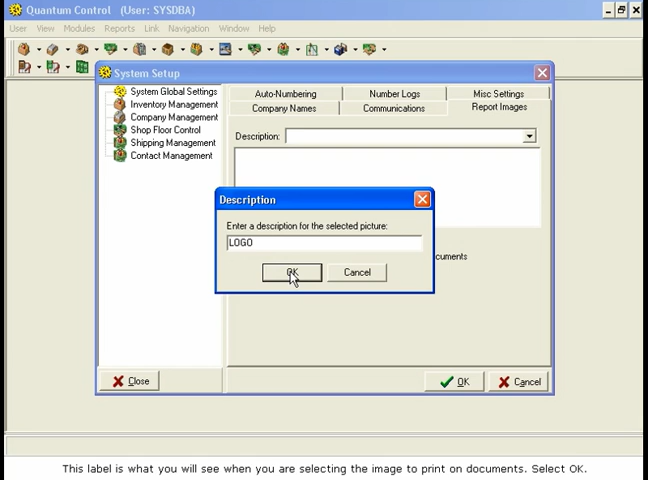 Quantum Control (User: SYSDBA)
User View Modules Reports Link Navigation Window Help
System Setup
System Global Settings
Inventory Management
Company Management
Shop Floor Control
Shipping Management
Contact Management
Auto-Numbering Number Logs Misc Settings
Company Names Communications Report Images
Description:
Description
Enter a description for the selected picture:
LOGO
OK Cancel
cuments
Close OK Cancel
This label is what you will see when you are selecting the image to print on documents. Select OK.